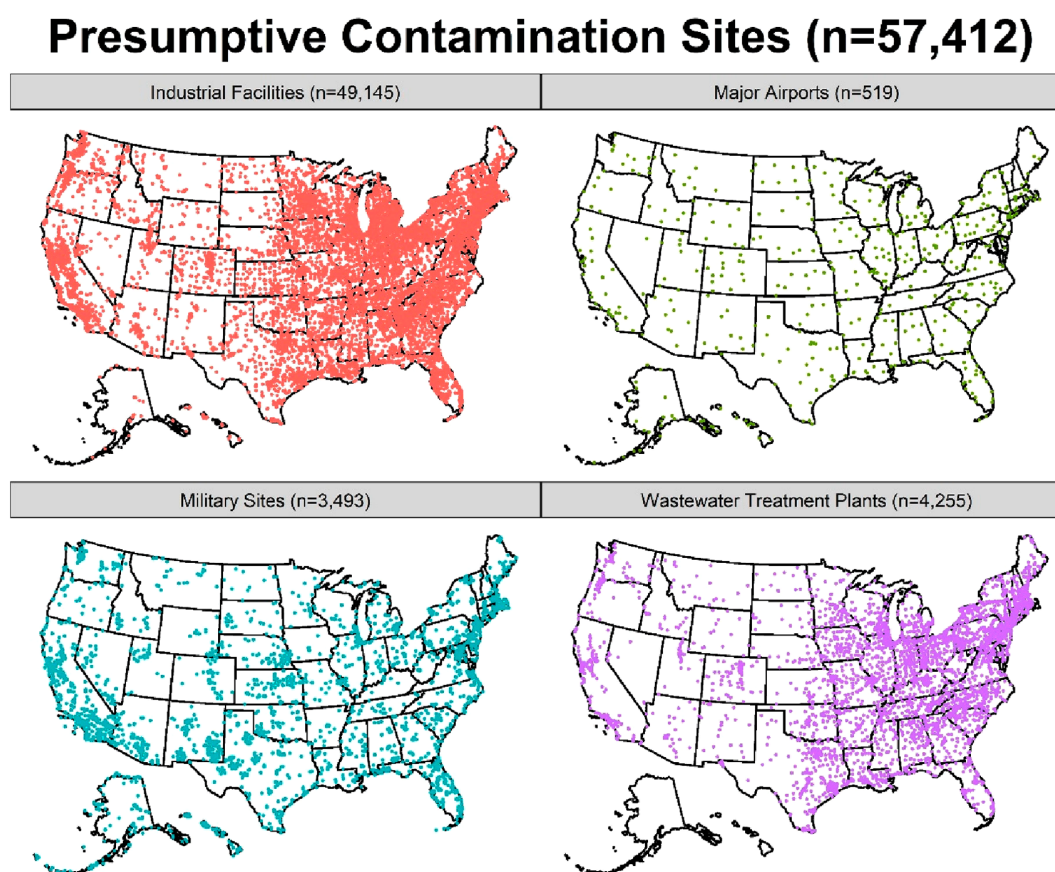 Presumptive Contamination Sites (n=57,412)
Industrial Facilities (n=49,145)
Major Airports (n=519)
Military Sites (n=3,493)
Wastewater Treatment Plants (n=4,255)